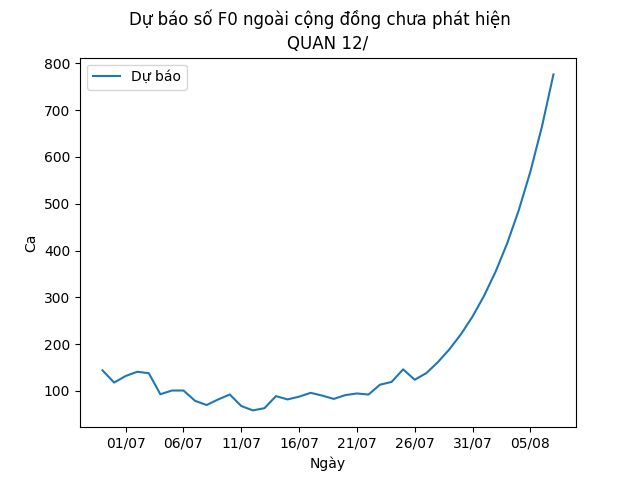 Dự báo số F0 ngoài cộng đồng chưa phát hiện
QUAN 12/
Dự báo
800
700
600
500
400
300
200
100
Ca
01/07 06/07 11/07 16/07 21/07 26/07 31/07 05/08
Ngày